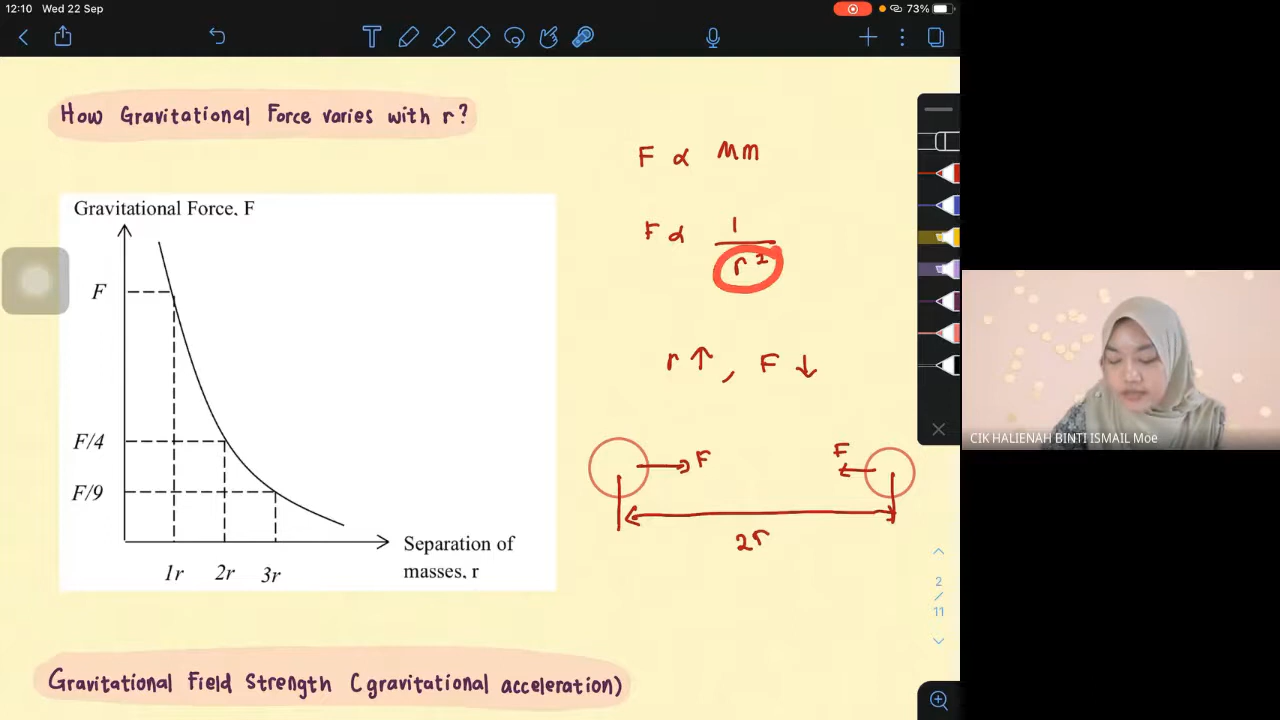 12:10 Wed 22 Sep
73%
T
How Gravitational Force varies with r?
F ∝ Mm
F ∝ 1/r²
r ↑ , F ↓
F
F
2r
Gravitational Force, F
F
F/4
F/9
1r 2r 3r
Separation of
masses, r
Gravitational Field Strength (gravitational acceleration)
2
/
11
CIK HALIENAH BINTI ISMAIL Moe